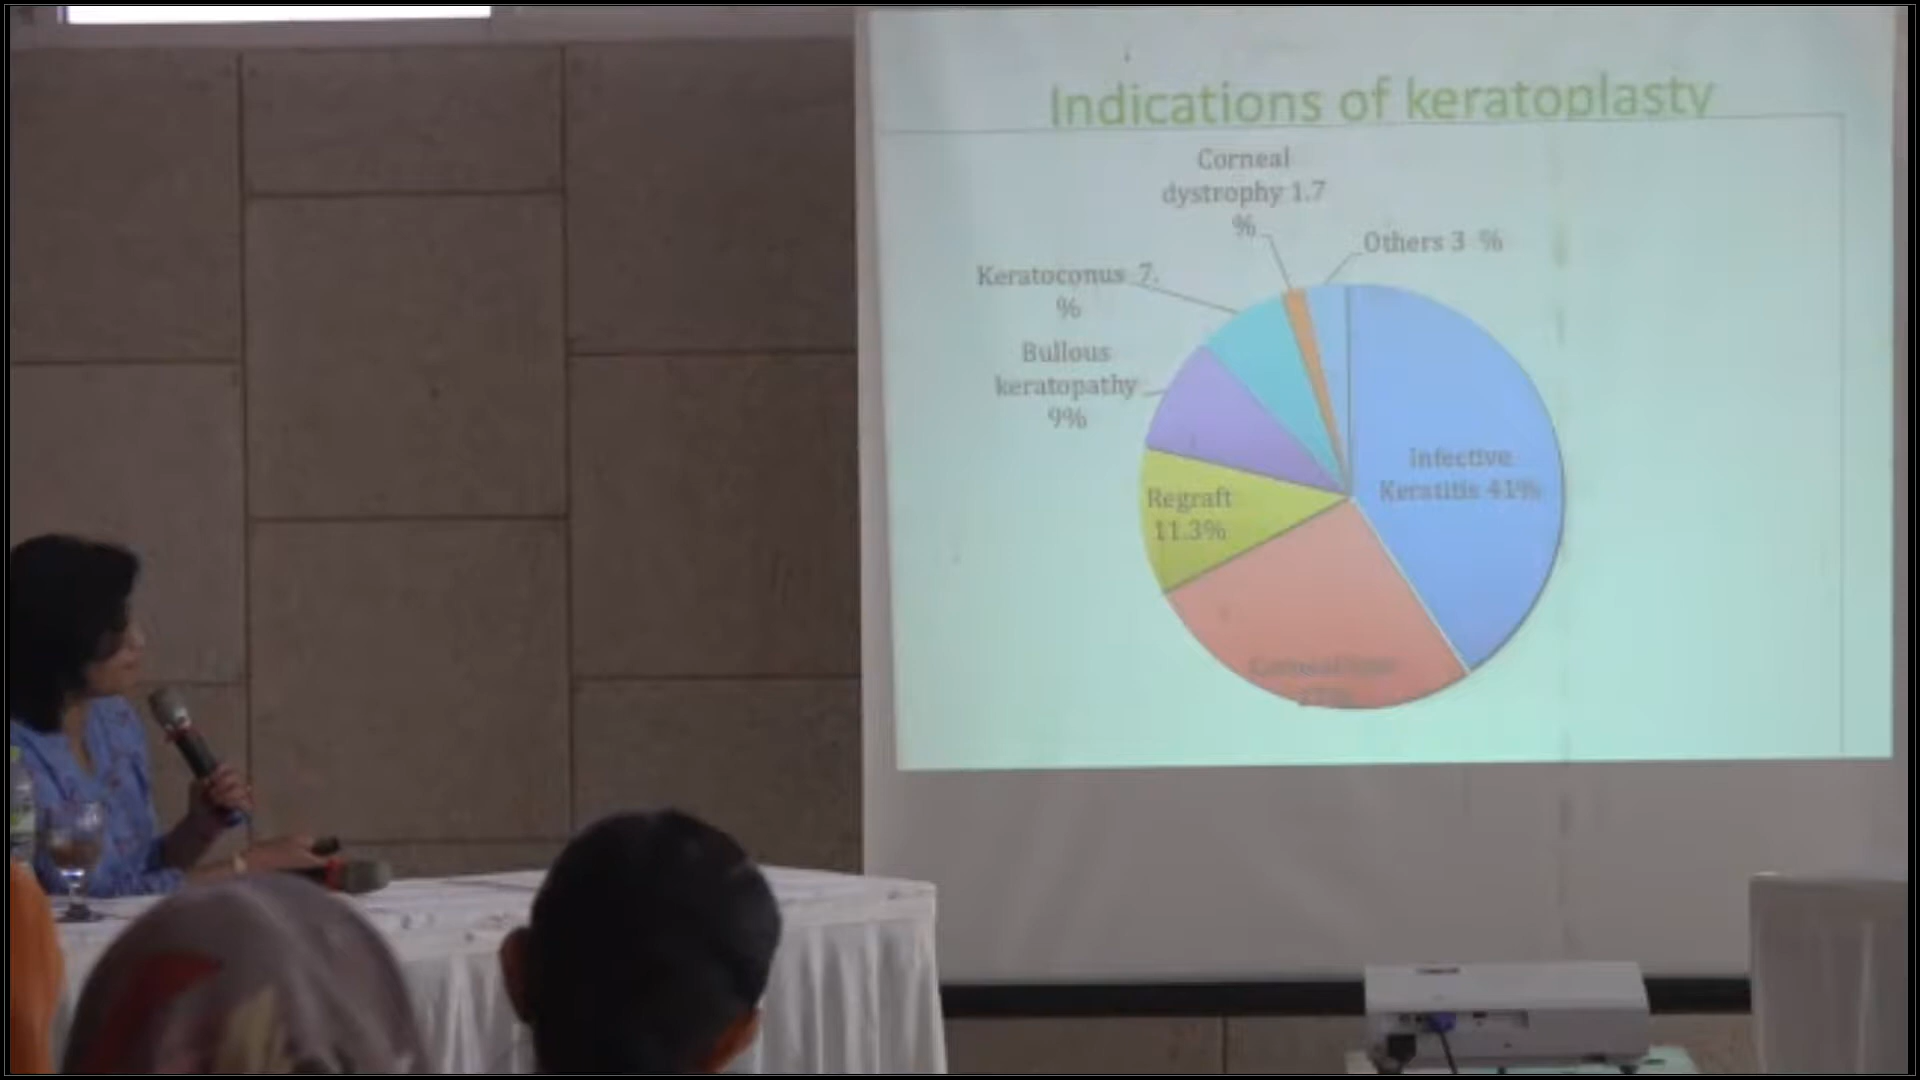 Indications of keratoplasty
Corneal
dystrophy 1.7
%
Others 3 %
Keratoconus 7.
%
Bullous
keratopathy
9%
Infective
Keratitis 41%
Regraft
11.3%